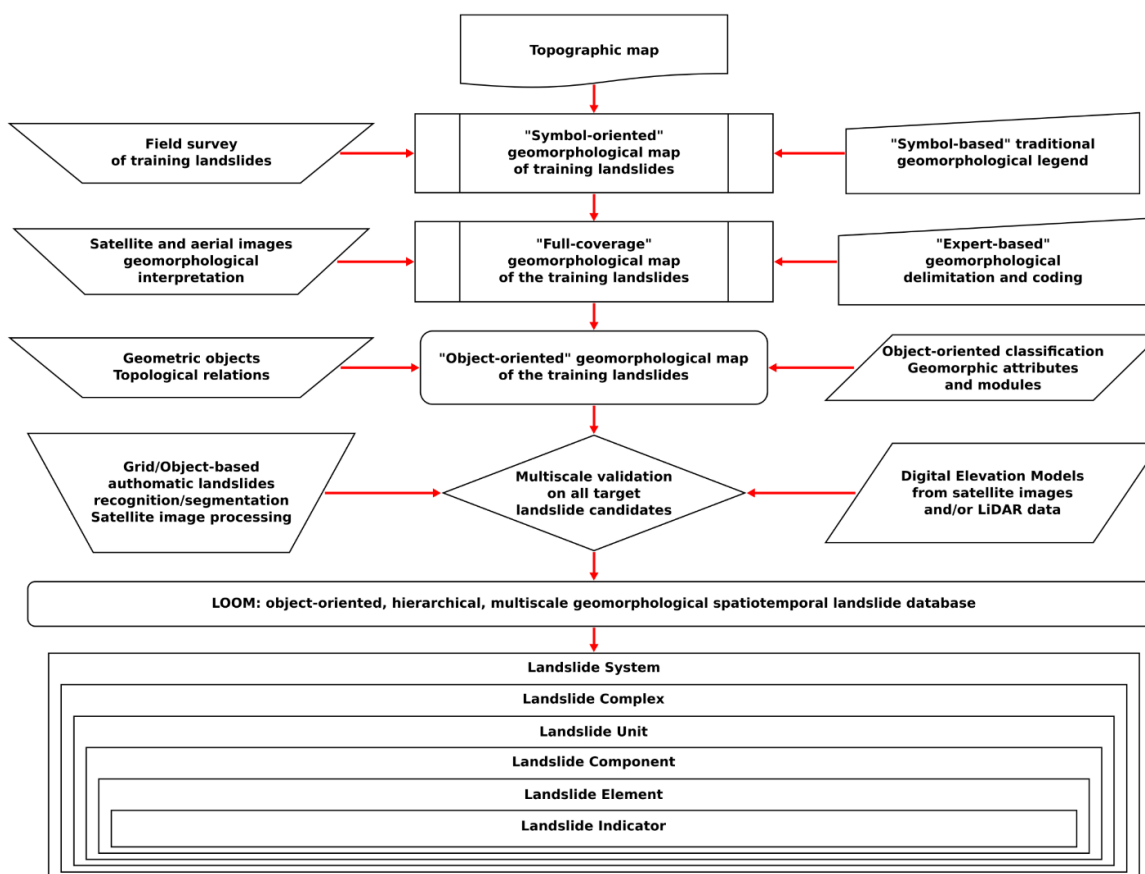 Topographic map
Field survey
of training landslides
"Symbol-oriented"
geomorphological map
of training landslides
"Symbol-based" traditional
geomorphological legend
Satellite and aerial images
geomorphological
interpretation
"Full-coverage"
geomorphological map
of the training landslides
"Expert-based"
geomorphological
delimitation and coding
Geometric objects
Topological relations
"Object-oriented" geomorphological map
of the training landslides
Object-oriented classification
Geomorphic attributes
and modules
Grid/Object-based
authomatic landslides
recognition/segmentation
Satellite image processing
Multiscale validation
on all target
landslide candidates
Digital Elevation Models
from satellite images
and/or LiDAR data
LOOM: object-oriented, hierarchical, multiscale geomorphological spatiotemporal landslide database
Landslide System
Landslide Complex
Landslide Unit
Landslide Component
Landslide Element
Landslide Indicator